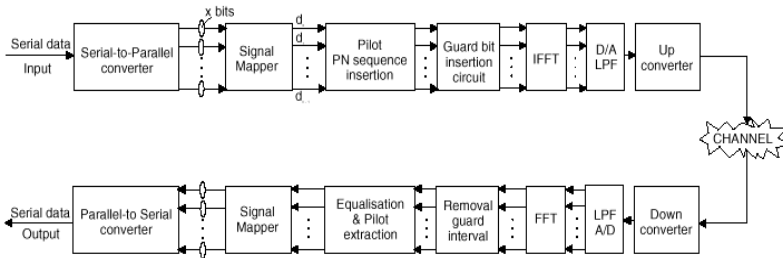 x bits
Serial data
Input
Serial-to-Parallel
converter
Signal
Mapper
d
d
d
Pilot
PN sequence
insertion
Guard bit
insertion
circuit
IFFT
D/A
LPF
Up
converter
CHANNEL
Serial data
Output
Parallel-to Serial
converter
Signal
Mapper
Equalisation
& Pilot
extraction
Removal
guard
interval
FFT
LPF
A/D
Down
converter